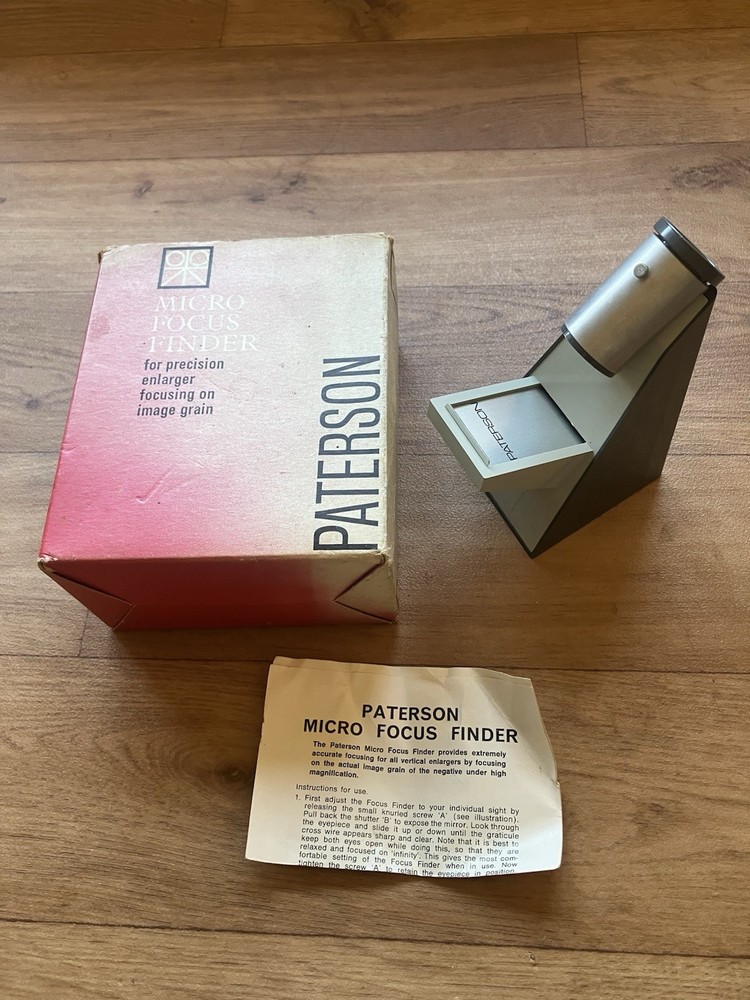 MICRO
FOCUS
FINDER
for precision
enlarger
focusing on
image grain
PATERSON
PATERSON
PATERSON
MICRO FOCUS FINDER
The Paterson Micro Focus Finder provides extremely
accurate focusing for all vertical enlargers by focusing
on the actual image grain of the negative under high
magnification.
Instructions for use.
1. First adjust the Focus Finder to your individual sight by
releasing the small knurled screw 'A' (see illustration).
Pull back the shutter 'B' to expose the mirror. Look through
the eyepiece and slide it up or down until the graticule
cross wire appears sharp and clear. Note that it is best to
keep both eyes open while doing this, so that they are
relaxed and focused on 'infinity'. This gives the most com-
fortable setting of the Focus Finder when in use. Now
tighten the screw 'A' to retain the eyepiece in position.